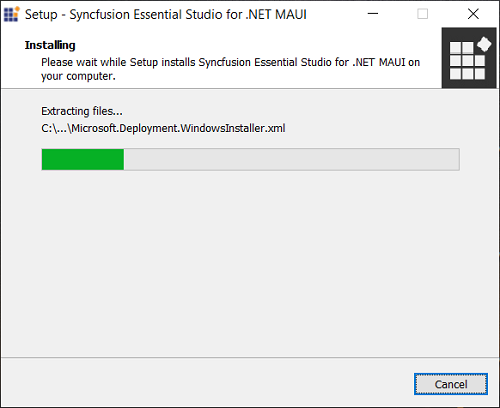 Setup - Syncfusion Essential Studio for .NET MAUI
Installing
Please wait while Setup installs Syncfusion Essential Studio for .NET MAUI on
your computer.
Extracting files...
C:\...\Microsoft.Deployment.WindowsInstaller.xml
Cancel